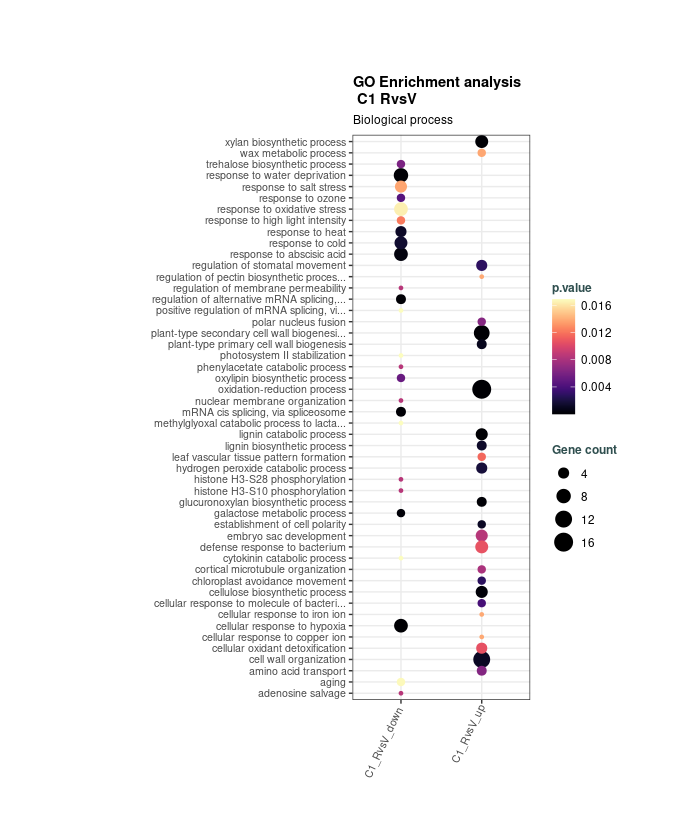 GO Enrichment analysis
C1 RvsV
Biological process
xylan biosynthetic process
wax metabolic process
trehalose biosynthetic process
response to water deprivation
response to salt stress
response to ozone
response to oxidative stress
response to high light intensity
response to heat
response to cold
response to abscisic acid
regulation of stomatal movement
regulation of pectin biosynthetic proces...
regulation of membrane permeability
regulation of alternative mRNA splicing,...
positive regulation of mRNA splicing, vi...
polar nucleus fusion
plant-type secondary cell wall biogenesi...
plant-type primary cell wall biogenesis
photosystem II stabilization
phenylacetate catabolic process
oxylipin biosynthetic process
oxidation-reduction process
nuclear membrane organization
mRNA cis splicing, via spliceosome
methylglyoxal catabolic process to lacta...
lignin catabolic process
lignin biosynthetic process
leaf vascular tissue pattern formation
hydrogen peroxide catabolic process
histone H3-S28 phosphorylation
histone H3-S10 phosphorylation
glucuronoxylan biosynthetic process
galactose metabolic process
establishment of cell polarity
embryo sac development
defense response to bacterium
cytokinin catabolic process
cortical microtubule organization
chloroplast avoidance movement
cellulose biosynthetic process
cellular response to molecule of bacteri...
cellular response to iron ion
cellular response to hypoxia
cellular response to copper ion
cellular oxidant detoxification
cell wall organization
amino acid transport
aging
adenosine salvage
C1_RvsV_down
C1_RvsV_up
p.value
0.016
0.012
0.008
0.004
Gene count
4
8
12
16